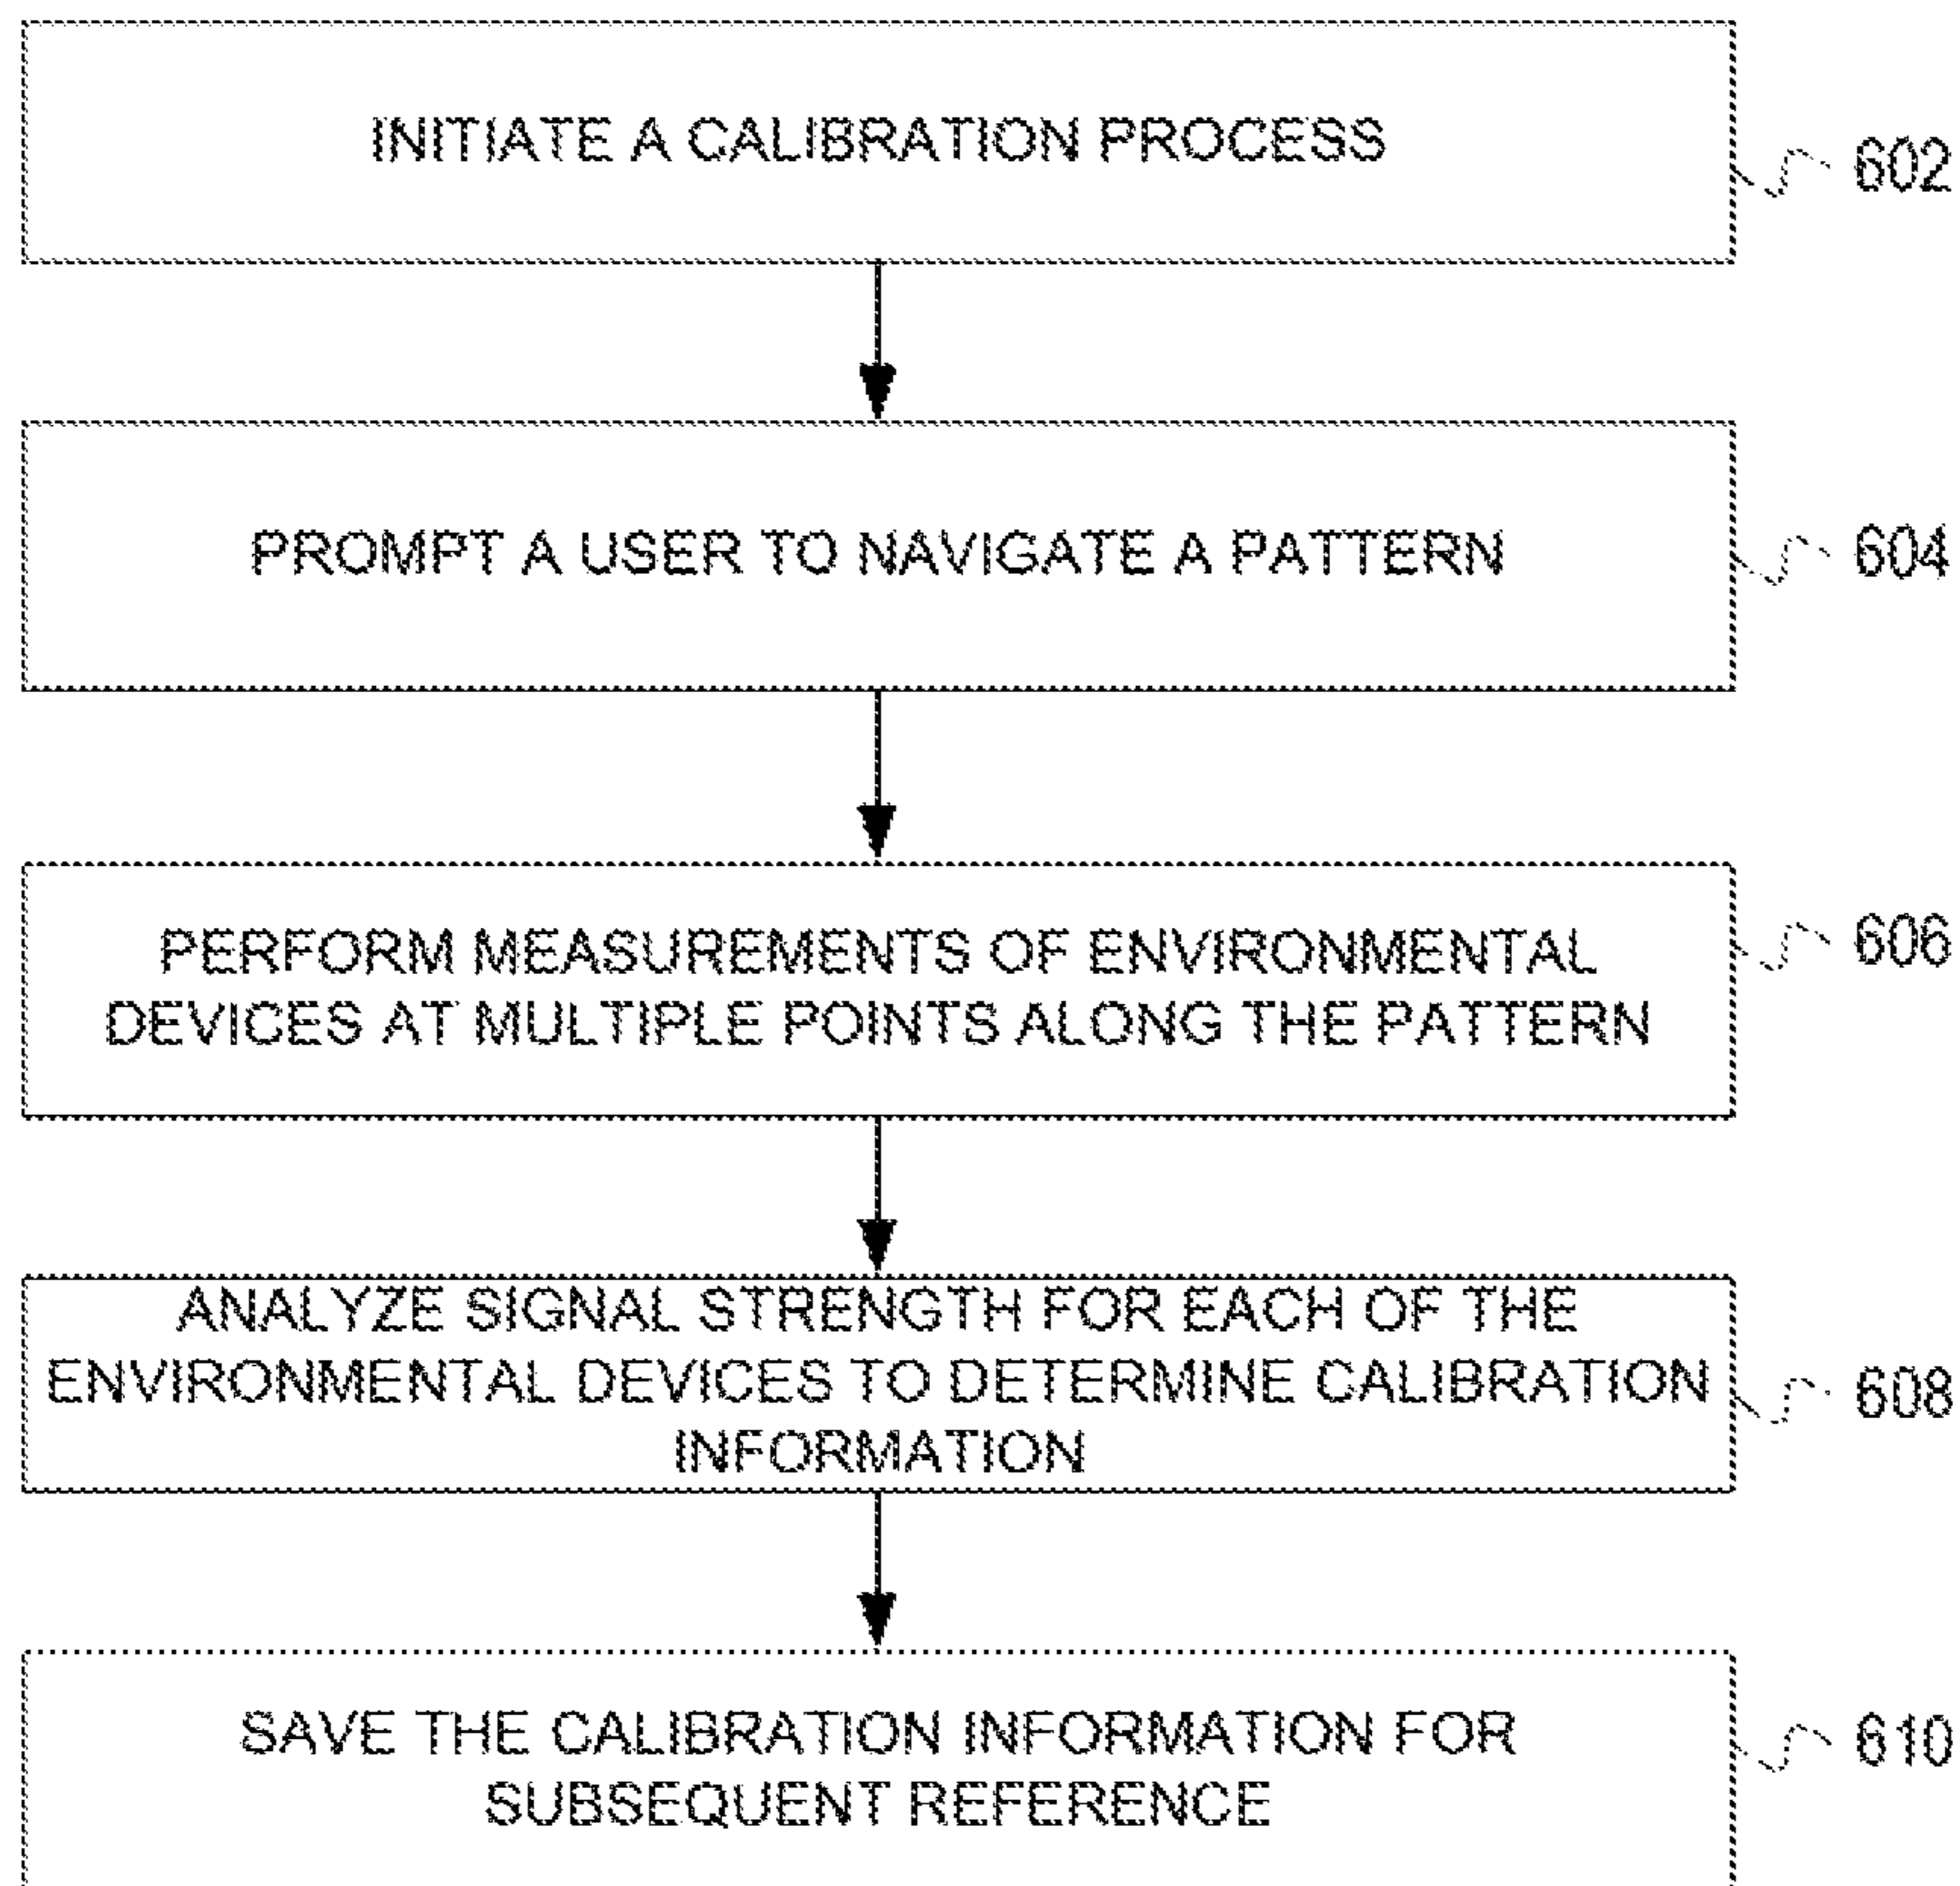 INITIATE A CALIBRATION PROCESS
602
PROMPT A USER TO NAVIGATE A PATTERN
604
PERFORM MEASUREMENTS OF ENVIRONMENTAL
DEVICES AT MULTIPLE POINTS ALONG THE PATTERN
606
ANALYZE SIGNAL STRENGTH FOR EACH OF THE
ENVIRONMENTAL DEVICES TO DETERMINE CALIBRATION
INFORMATION
608
SAVE THE CALIBRATION INFORMATION FOR
SUBSEQUENT REFERENCE
610